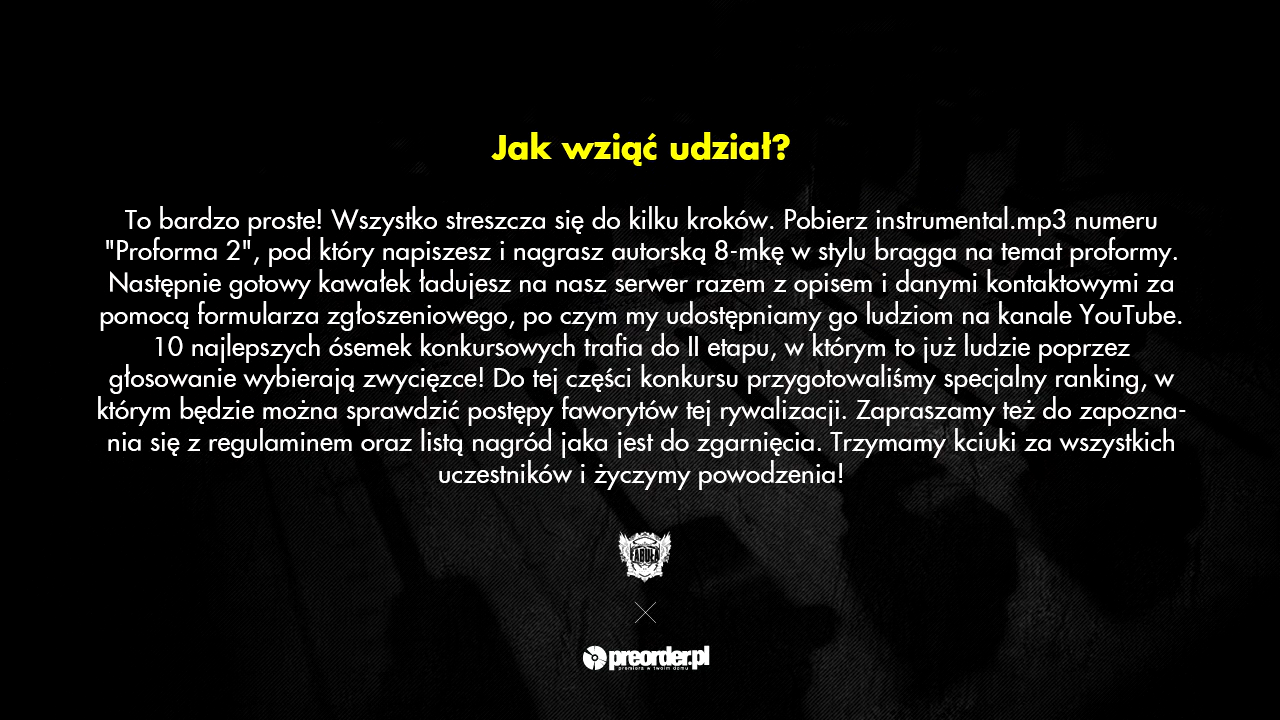 Jak wziąć udział?
To bardzo proste! Wszystko streszcza się do kilku kroków. Pobierz instrumental.mp3 numeru
"Proforma 2", pod który napiszesz i nagrasz autorską 8-mkę w stylu bragga na temat proformy.
Następnie gotowy kawałek ładujesz na nasz serwer razem z opisem i danymi kontaktowymi za
pomocą formularza zgłoszeniowego, po czym my udostępniamy go ludziom na kanale YouTube.
10 najlepszych ósemek konkursowych trafia do II etapu, w którym to już ludzie poprzez
głosowanie wybierają zwycięzce! Do tej części konkursu przygotowaliśmy specjalny ranking, w
którym będzie można sprawdzić postępy faworytów tej rywalizacji. Zapraszamy też do zapozna-
nia się z regulaminem oraz listą nagród jaka jest do zgarnięcia. Trzymamy kciuki za wszystkich
uczestników i życzymy powodzenia!
FABUŁA
preorder.pl
premiera w twoim domu